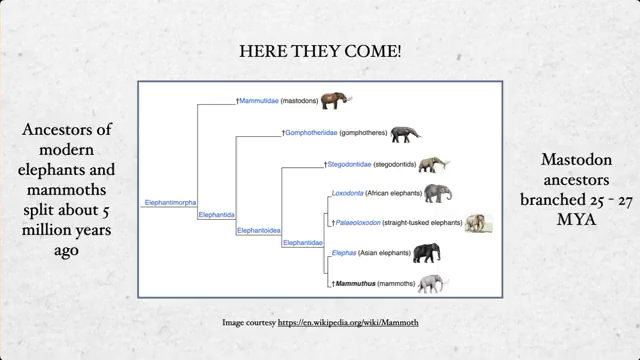 HERE THEY COME!
Ancestors of
modern
elephants and
mammoths
split about 5
million years
ago
†Mammutidae (mastodons)
†Gomphotheriidae (gomphotheres)
†Stegodontidae (stegodontids)
Loxodonta (African elephants)
†Palaeoloxodon (straight-tusked elephants)
Elephas (Asian elephants)
†Mammuthus (mammoths)
Elephantimorpha
Elephantida
Elephantoidea
Elephantidae
Mastodon
ancestors
branched 25 - 27
MYA
Image courtesy https://en.wikipedia.org/wiki/Mammoth